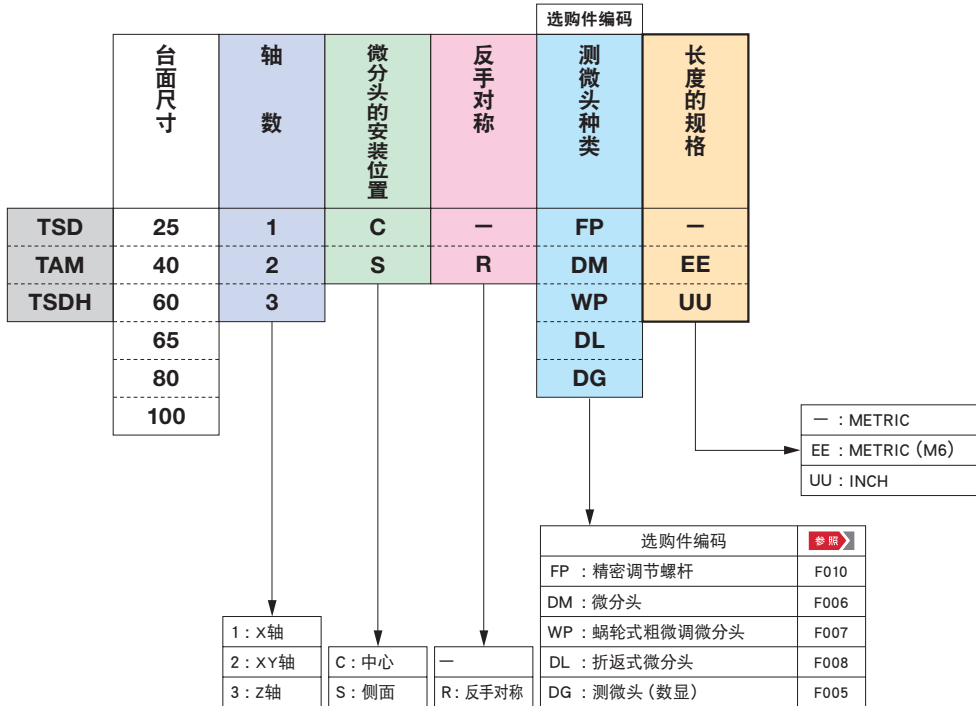 选购件编码
台面尺寸
轴数
微分头的安装位置
反手对称
测微头种类
长度的规格
TSD 25 1 C — FP —
TAM 40 2 S R DM EE
TSDH 60 3 WP UU
65 DL
80 DG
100
— : METRIC
EE : METRIC (M6)
UU : INCH
选购件编码 参照
FP : 精密调节螺杆 F010
DM : 微分头 F006
WP : 蜗轮式粗微调微分头 F007
DL : 折返式微分头 F008
DG : 测微头 (数显) F005
1 : X轴
2 : XY轴
3 : Z轴
C : 中心
S : 侧面
—
R : 反手对称